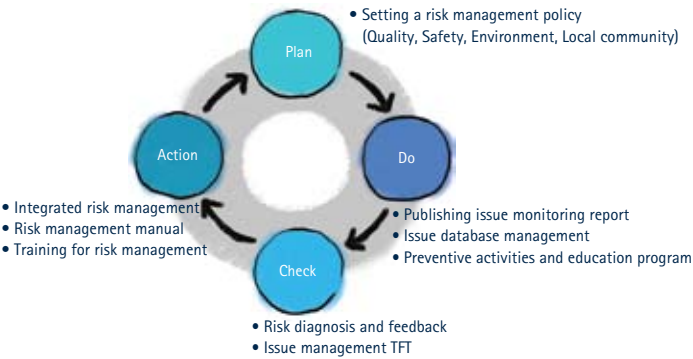 • Setting a risk management policy
(Quality, Safety, Environment, Local community)
Plan
Action
Do
• Integrated risk management
• Risk management manual
• Training for risk management
• Publishing issue monitoring report
• Issue database management
• Preventive activities and education program
Check
• Risk diagnosis and feedback
• Issue management TFT